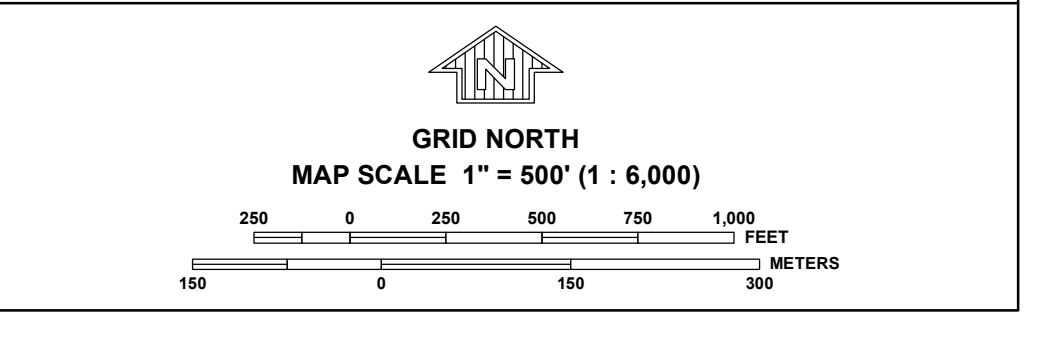 N
GRID NORTH
MAP SCALE 1" = 500' (1 : 6,000)
250 0 250 500 750 1,000
FEET
METERS
150 0 150 300